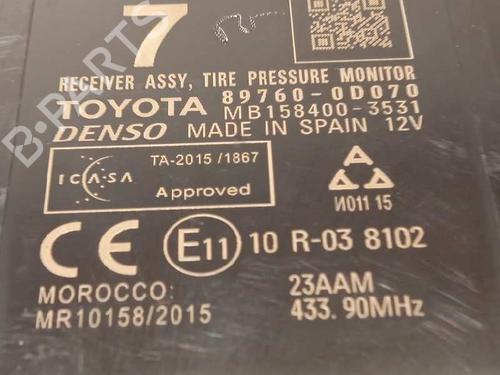 7
RECEIVER ASSY, TIRE PRESSURE MONITOR
TOYOTA 89760-0D070
MB158400-3531
DENSO MADE IN SPAIN 12V
ICASA
TA-2015/1867
Approved
И011 15
CE E11 10 R-03 8102
MOROCCO:
MR10158/2015
23AAM
433.90MHz
B-PARTS